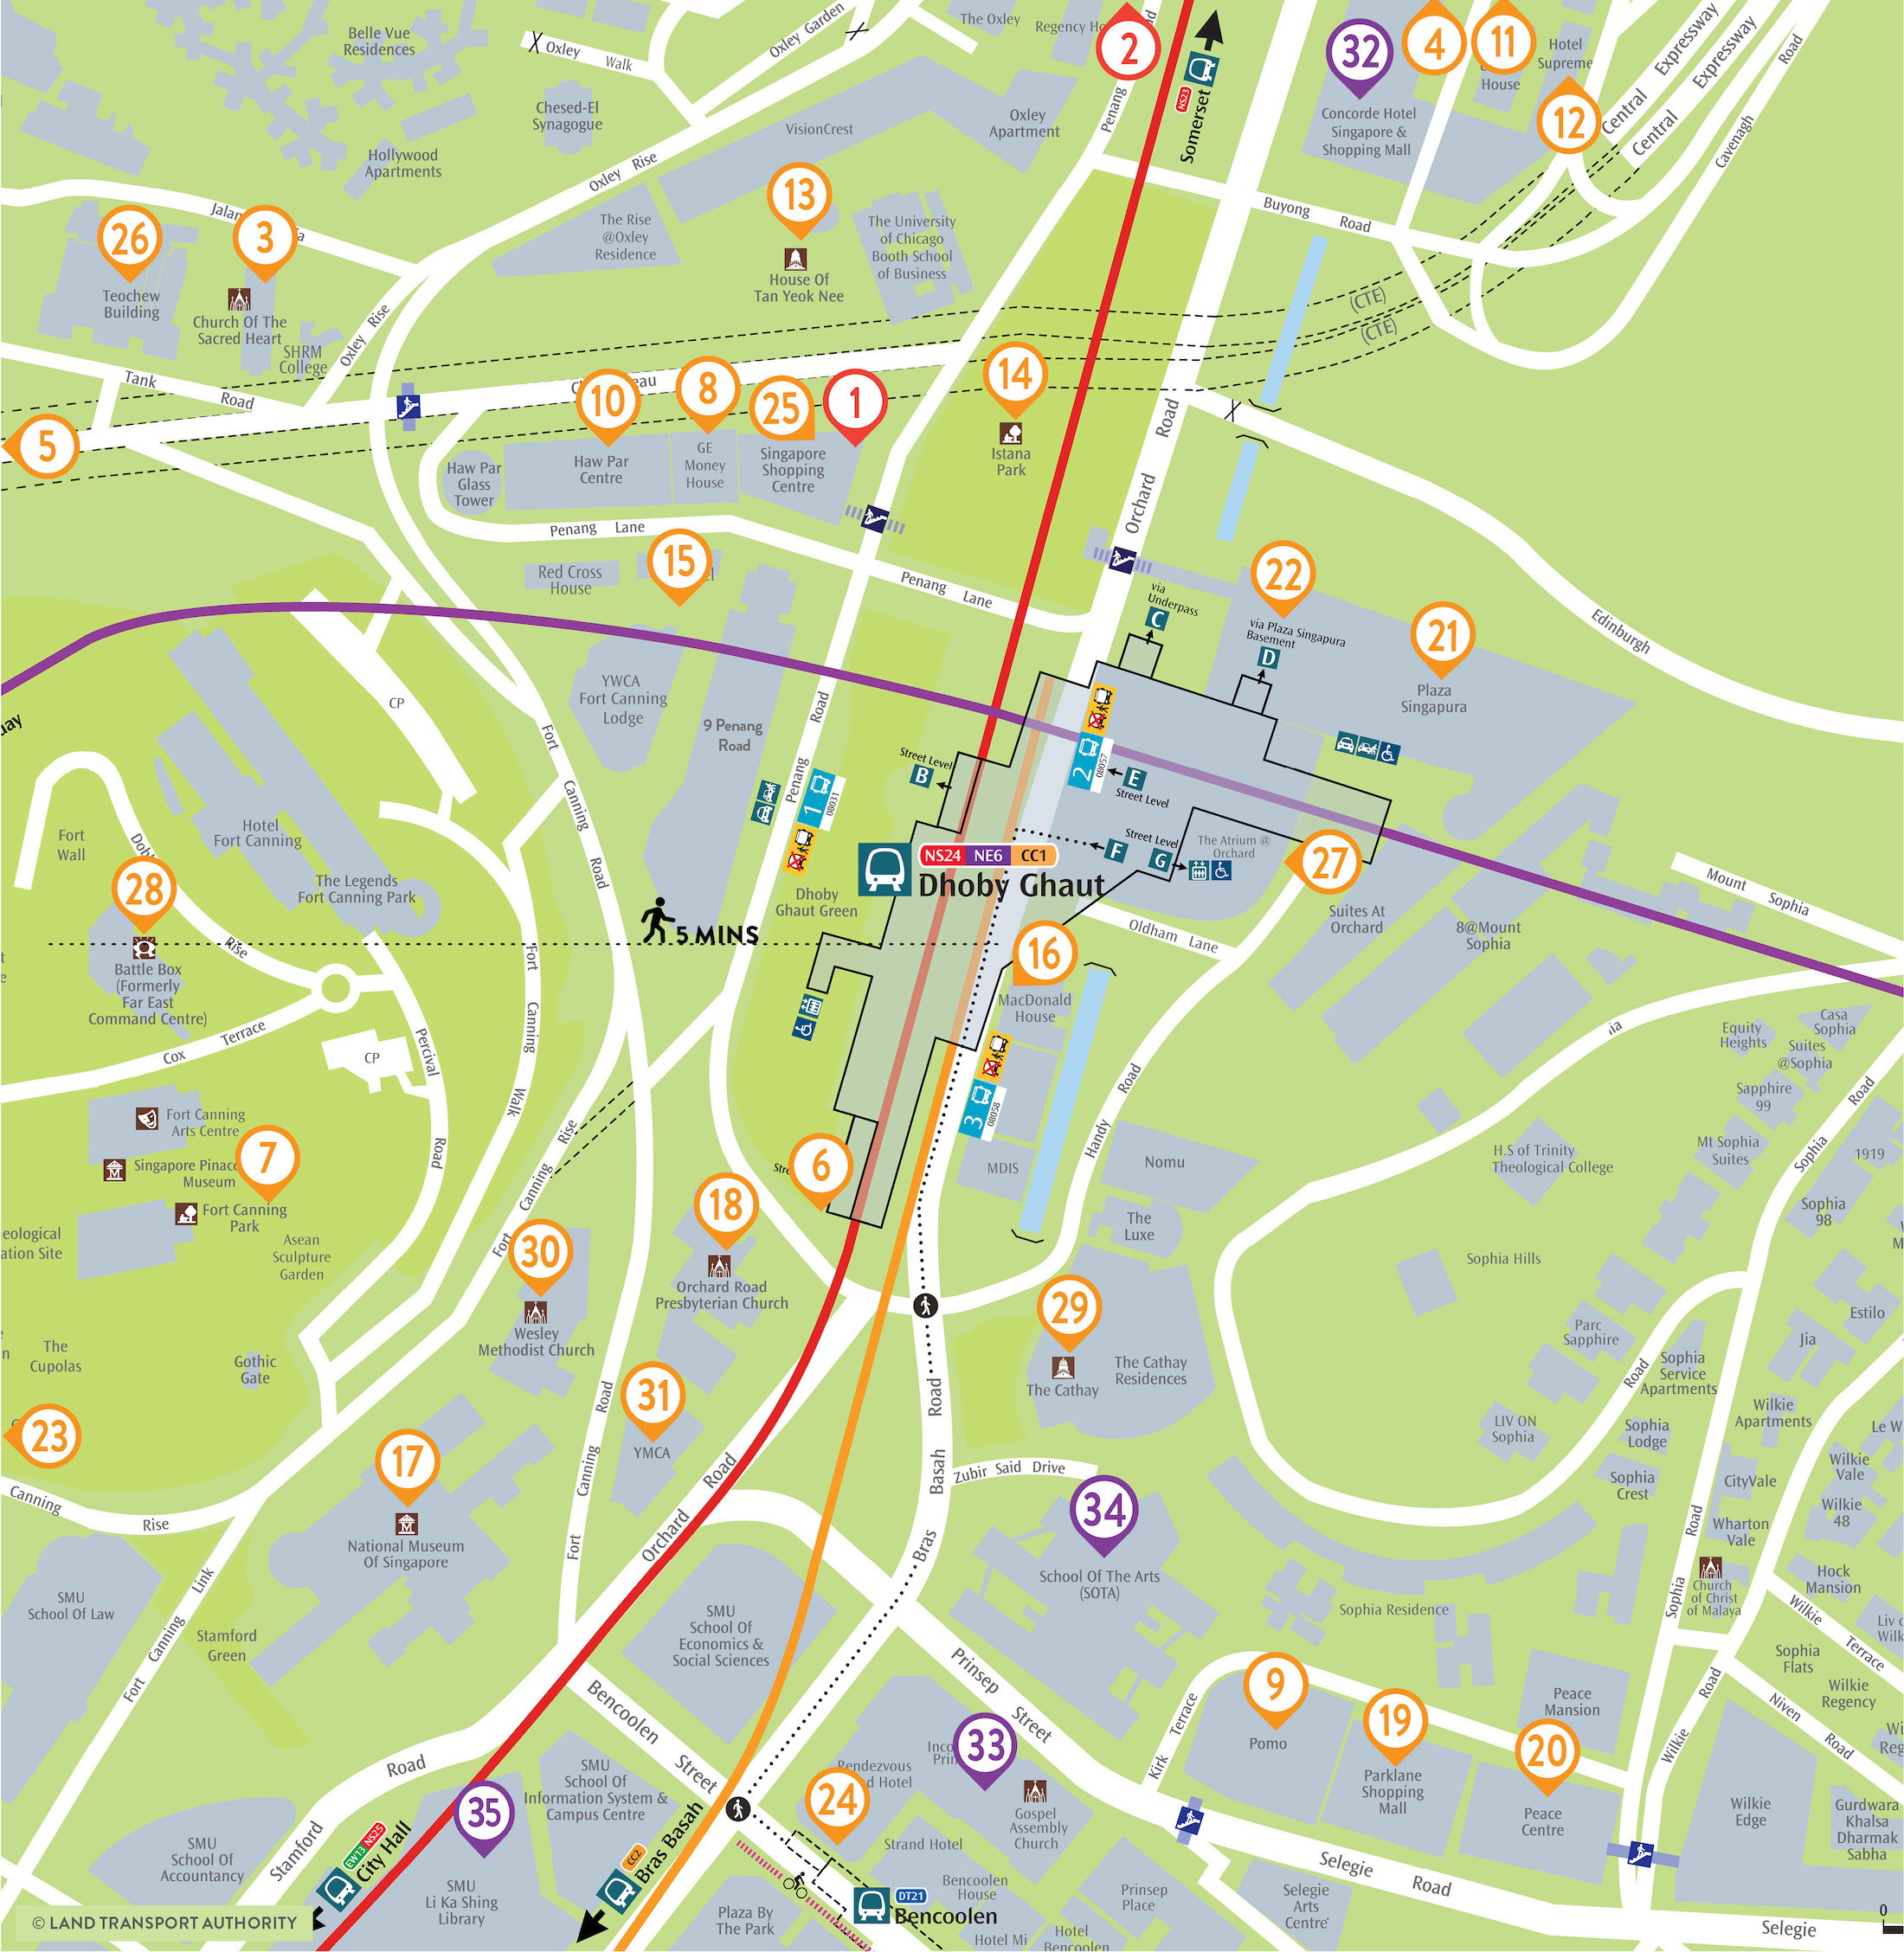 Belle Vue
Residences
Oxley
Walk
Oxley Garden
The Oxley
2
Penang
Somerset
NS23
32
4
11
Hotel
Supreme
House
12
Concorde Hotel
Singapore &
Shopping Mall
Central
Expressway
Central
Expressway
Cavenagh
Road
Chesed-El
Synagogue
VisionCrest
Oxley
Apartment
Hollywood
Apartments
Oxley Rise
The Rise
@Oxley
Residence
13
House Of
Tan Yeok Nee
The University
of Chicago
Booth School
of Business
Buyong Road
(CTE)
(CTE)
26
Teochew
Building
3
Church Of The
Sacred Heart
SHRM
College
Oxley Rise
Tank Road
5
10
8
25
1
14
Istana
Park
Haw Par
Glass
Tower
Haw Par
Centre
GE
Money
House
Singapore
Shopping
Centre
Orchard Road
Penang Lane
15
Red Cross
House
Penang Lane
via
Underpass
C
22
via Plaza Singapura
Basement
D
21
Plaza
Singapura
Edinburgh
YWCA
Fort Canning
Lodge
9 Penang
Road
Penang Road
CP
Fort Canning Road
Street Level
B
1
08031
2
08057
E
Street Level
F
Street Level
G
The Atrium @
Orchard
27
Suites At
Orchard
8@Mount
Sophia
Mount Sophia
NS24 NE6 CC1
Dhoby Ghaut
Dhoby
Ghaut Green
5 MINS
Oldham Lane
16
MacDonald
House
3
08058
MDIS
Handy Road
Nomu
The
Luxe
Hotel
Fort Canning
The Legends
Fort Canning Park
Fort
Wall
28
Rise
Battle Box
(Formerly
Far East
Command Centre)
Cox Terrace
CP
Percival Road
Fort Canning Walk
Fort Canning
Arts Centre
7
Museum
Fort Canning
Park
Asean
Sculpture
Garden
ation Site
The
Cupolas
Gothic
Gate
Fort Canning Rise
6
18
Orchard Road
Presbyterian Church
30
Wesley
Methodist Church
31
YMCA
Fort Canning Road
29
The Cathay
The Cathay
Residences
Equity
Heights
Casa
Sophia
Suites
@Sophia
Sapphire
99
Mt Sophia
Suites
1919
Sophia Road
Sophia
98
H.S of Trinity
Theological College
Sophia Hills
Estilo
Jia
Parc
Sapphire
Sophia
Service
Apartments
Road
Wilkie
Apartments
LIV ON
Sophia
Sophia
Lodge
Sophia
Crest
CityVale
Wilkie
Vale
Wilkie
48
Wharton
Vale
Hock
Mansion
Church
of Christ
of Malaya
Sophia Road
Sophia Residence
23
Canning Rise
17
National Museum
Of Singapore
SMU
School Of Law
Stamford
Green
Fort Canning Link
Orchard Road
Bras Basah Road
Zubir Said Drive
34
School Of The Arts
(SOTA)
SMU
School Of
Economics &
Social Sciences
Bencoolen Street
Prinsep Street
Kirk Terrace
9
Pomo
19
Parklane
Shopping
Mall
20
Peace
Centre
Peace
Mansion
Sophia
Flats
Wilkie
Regency
Wilkie Terrace
Niven Road
Wilkie Road
Wilkie
Edge
Gurdwara
Khalsa
Dharmak
Sabha
SMU
School Of
Information System &
Campus Centre
35
SMU
Li Ka Shing
Library
SMU
School Of
Accountancy
Stamford Road
City Hall
EW13 NS25
Bras Basah
CC2
Rendezvous
24
33
Gospel
Assembly
Church
Strand Hotel
Bencoolen
House
DT21
Bencoolen
Hotel Mi
Hotel
Bencoolen
Prinsep
Place
Plaza By
The Park
Selegie
Arts
Centre
Selegie Road
Selegie
0
© LAND TRANSPORT AUTHORITY